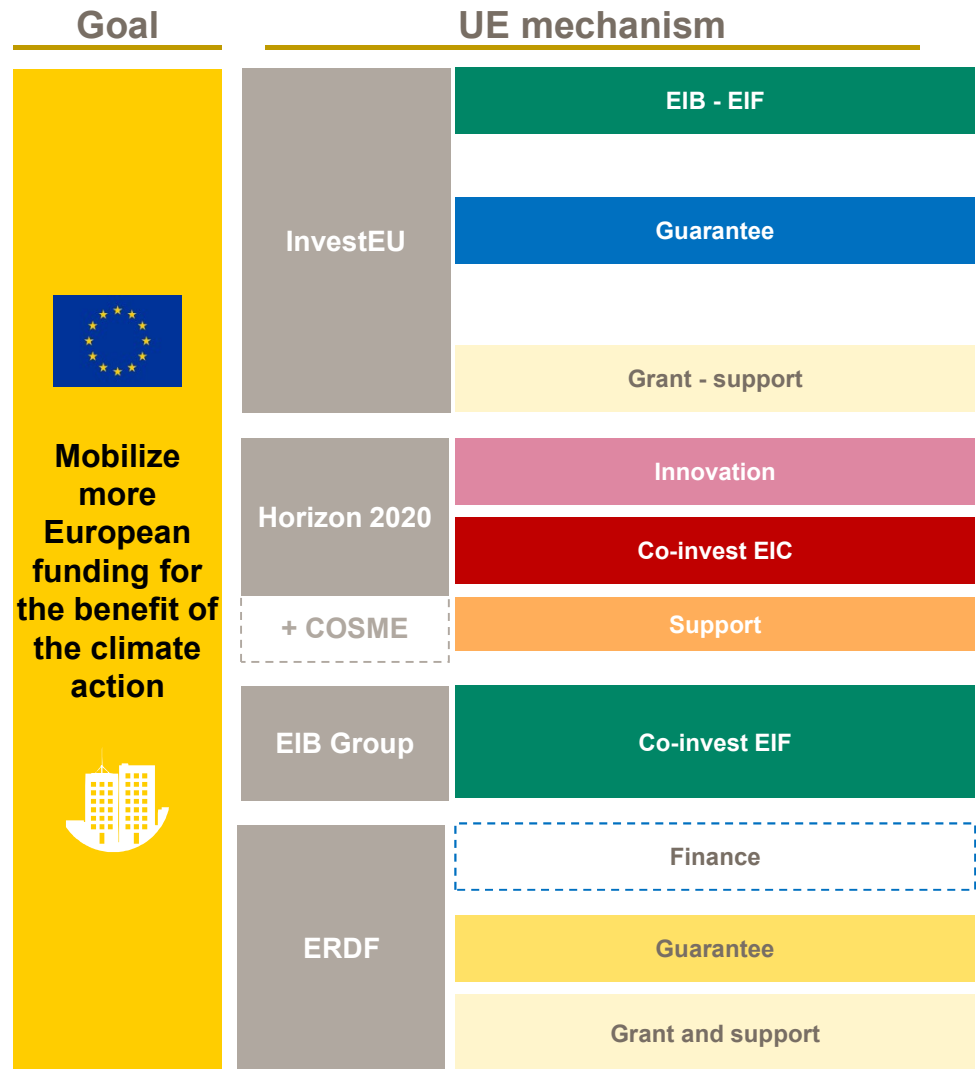 Goal
UE mechanism
Mobilize
more
European
funding for
the benefit of
the climate
action
InvestEU
EIB - EIF
Guarantee
Grant - support
Horizon 2020
Innovation
Co-invest EIC
+ COSME
Support
EIB Group
Co-invest EIF
ERDF
Finance
Guarantee
Grant and support